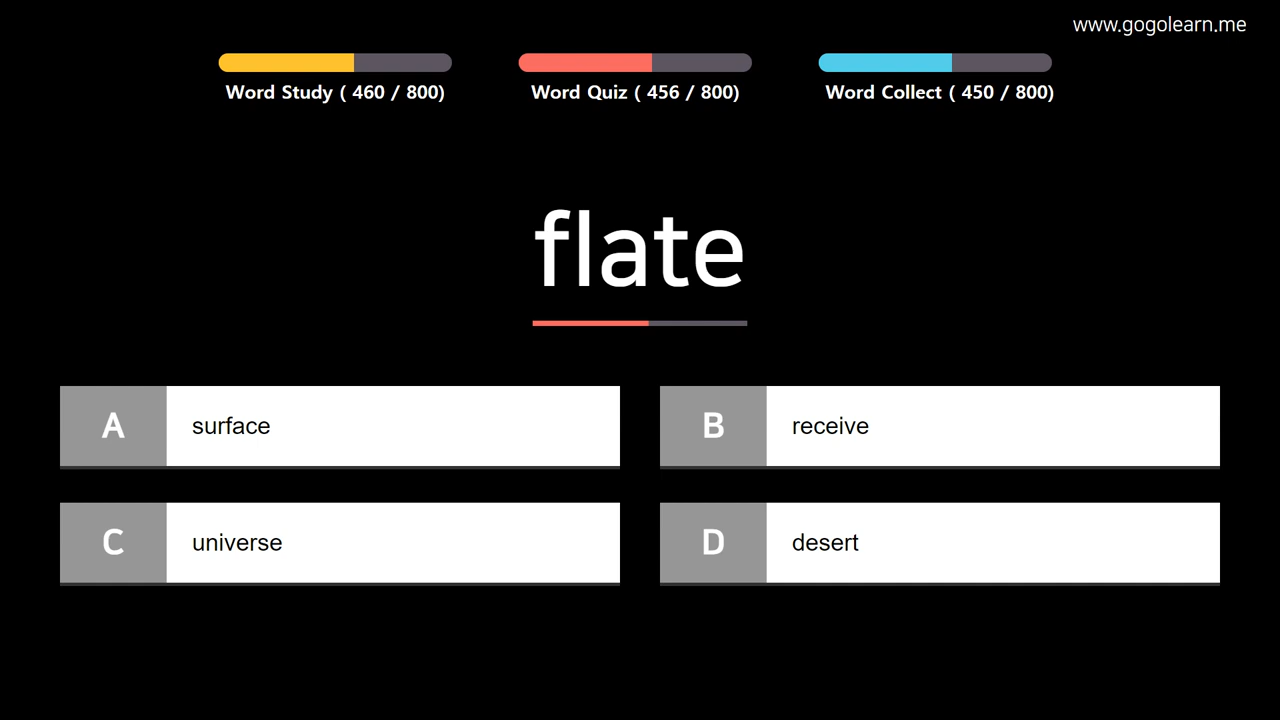 www.gogolearn.me
Word Study ( 460 / 800)
Word Quiz ( 456 / 800)
Word Collect ( 450 / 800)
flate
A surface
B receive
C universe
D desert